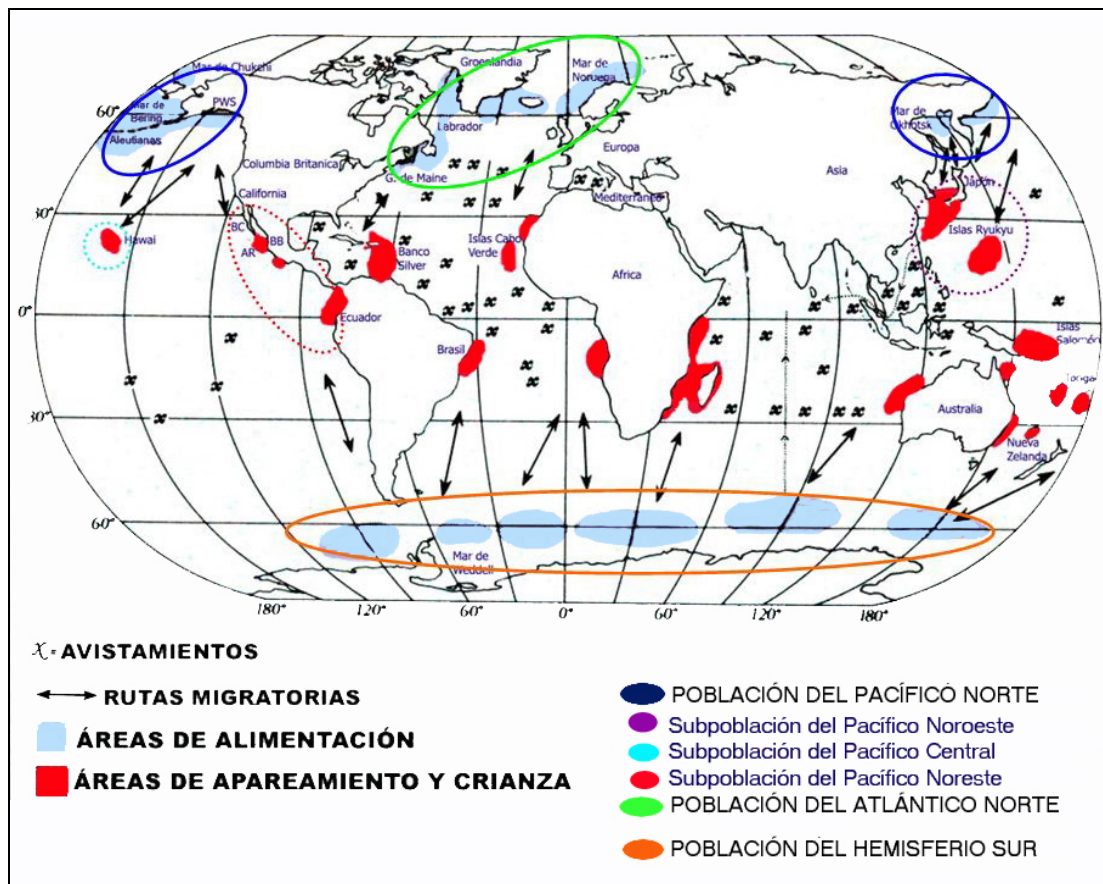 Groenlandia
Mar de Chukchi
Mar de
Noruega
PWS
60°
Mar de
Bering
Mar de
Okhotsk
Aleutianas
Labrador
Europa
Columbia Britanica
G. de Maine
Asia
Mediterraneo
Japón
California
30°
BC
BB
Hawai
AR
Banco
Silver
Islas Cabo
Verde
Islas Ryukyu
Africa
0°
Ecuador
Islas
Salomón
Brasil
Tonga
30°
Australia
Nueva
Zelanda
60°
Mar de
Weddell
180°
120°
60°
0°
60°
120°
180°
x = AVISTAMIENTOS
RUTAS MIGRATORIAS
ÁREAS DE ALIMENTACIÓN
ÁREAS DE APAREAMIENTO Y CRIANZA
POBLACIÓN DEL PACÍFICO NORTE
Subpoblación del Pacífico Noroeste
Subpoblación del Pacífico Central
Subpoblación del Pacífico Noreste
POBLACIÓN DEL ATLÁNTICO NORTE
POBLACIÓN DEL HEMISFERIO SUR